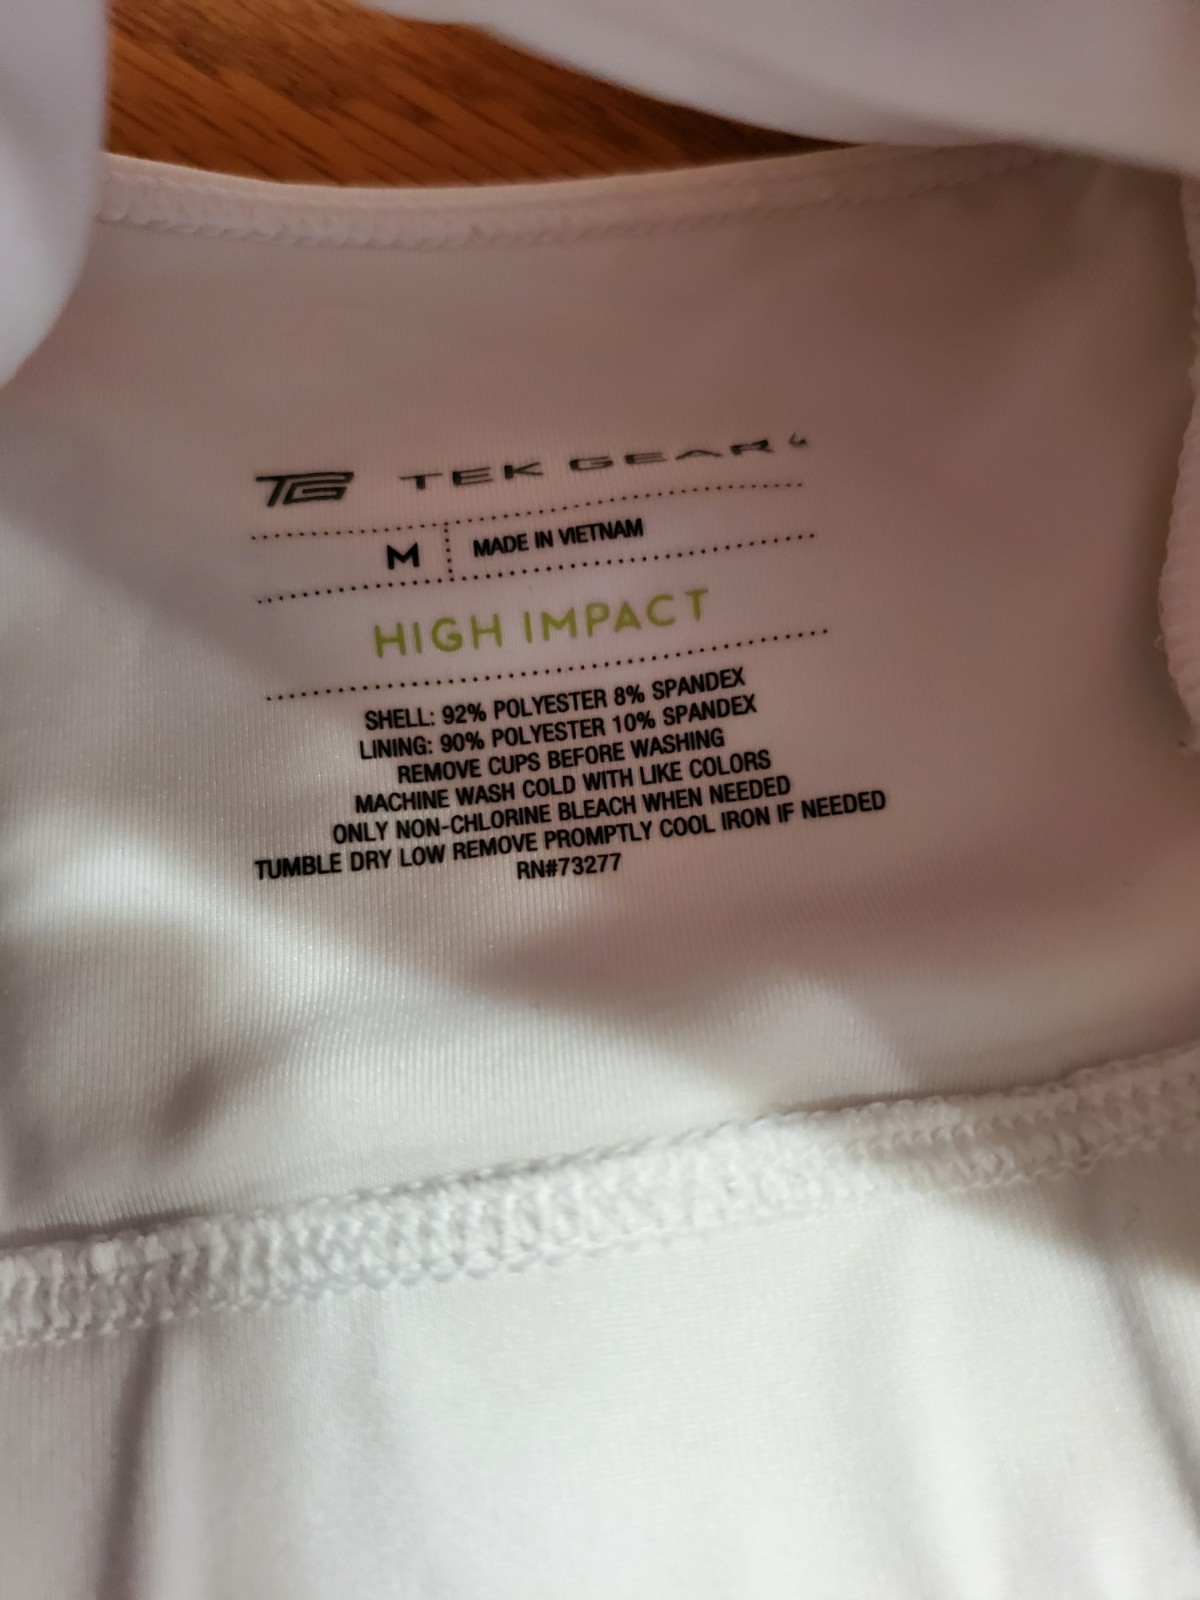 TG TEK GEAR
M MADE IN VIETNAM
HIGH IMPACT
SHELL: 92% POLYESTER 8% SPANDEX
LINING: 90% POLYESTER 10% SPANDEX
REMOVE CUPS BEFORE WASHING
MACHINE WASH COLD WITH LIKE COLORS
ONLY NON-CHLORINE BLEACH WHEN NEEDED
TUMBLE DRY LOW REMOVE PROMPTLY COOL IRON IF NEEDED
RN#73277